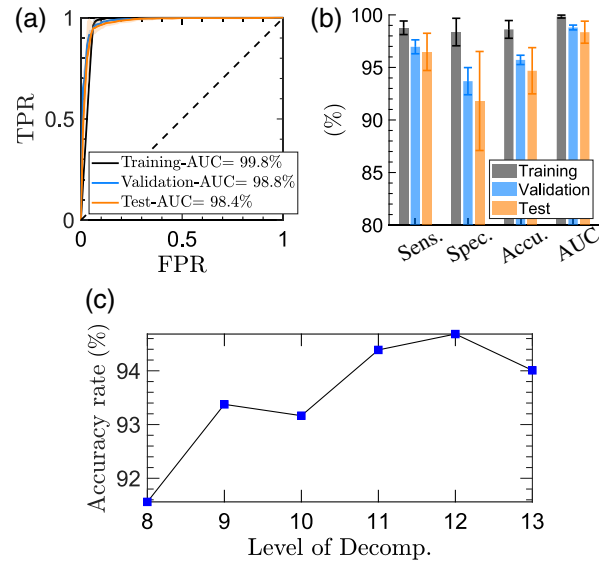 (a)
1
0.5
0
TPR
Training-AUC= 99.8%
Validation-AUC= 98.8%
Test-AUC= 98.4%
0 0.5 1
FPR
(b)
100
95
90
85
80
(%)
Training
Validation
Test
Sens. Spec. Accu. AUC
(c)
94
93
92
Accuracy rate (%)
8 9 10 11 12 13
Level of Decomp.